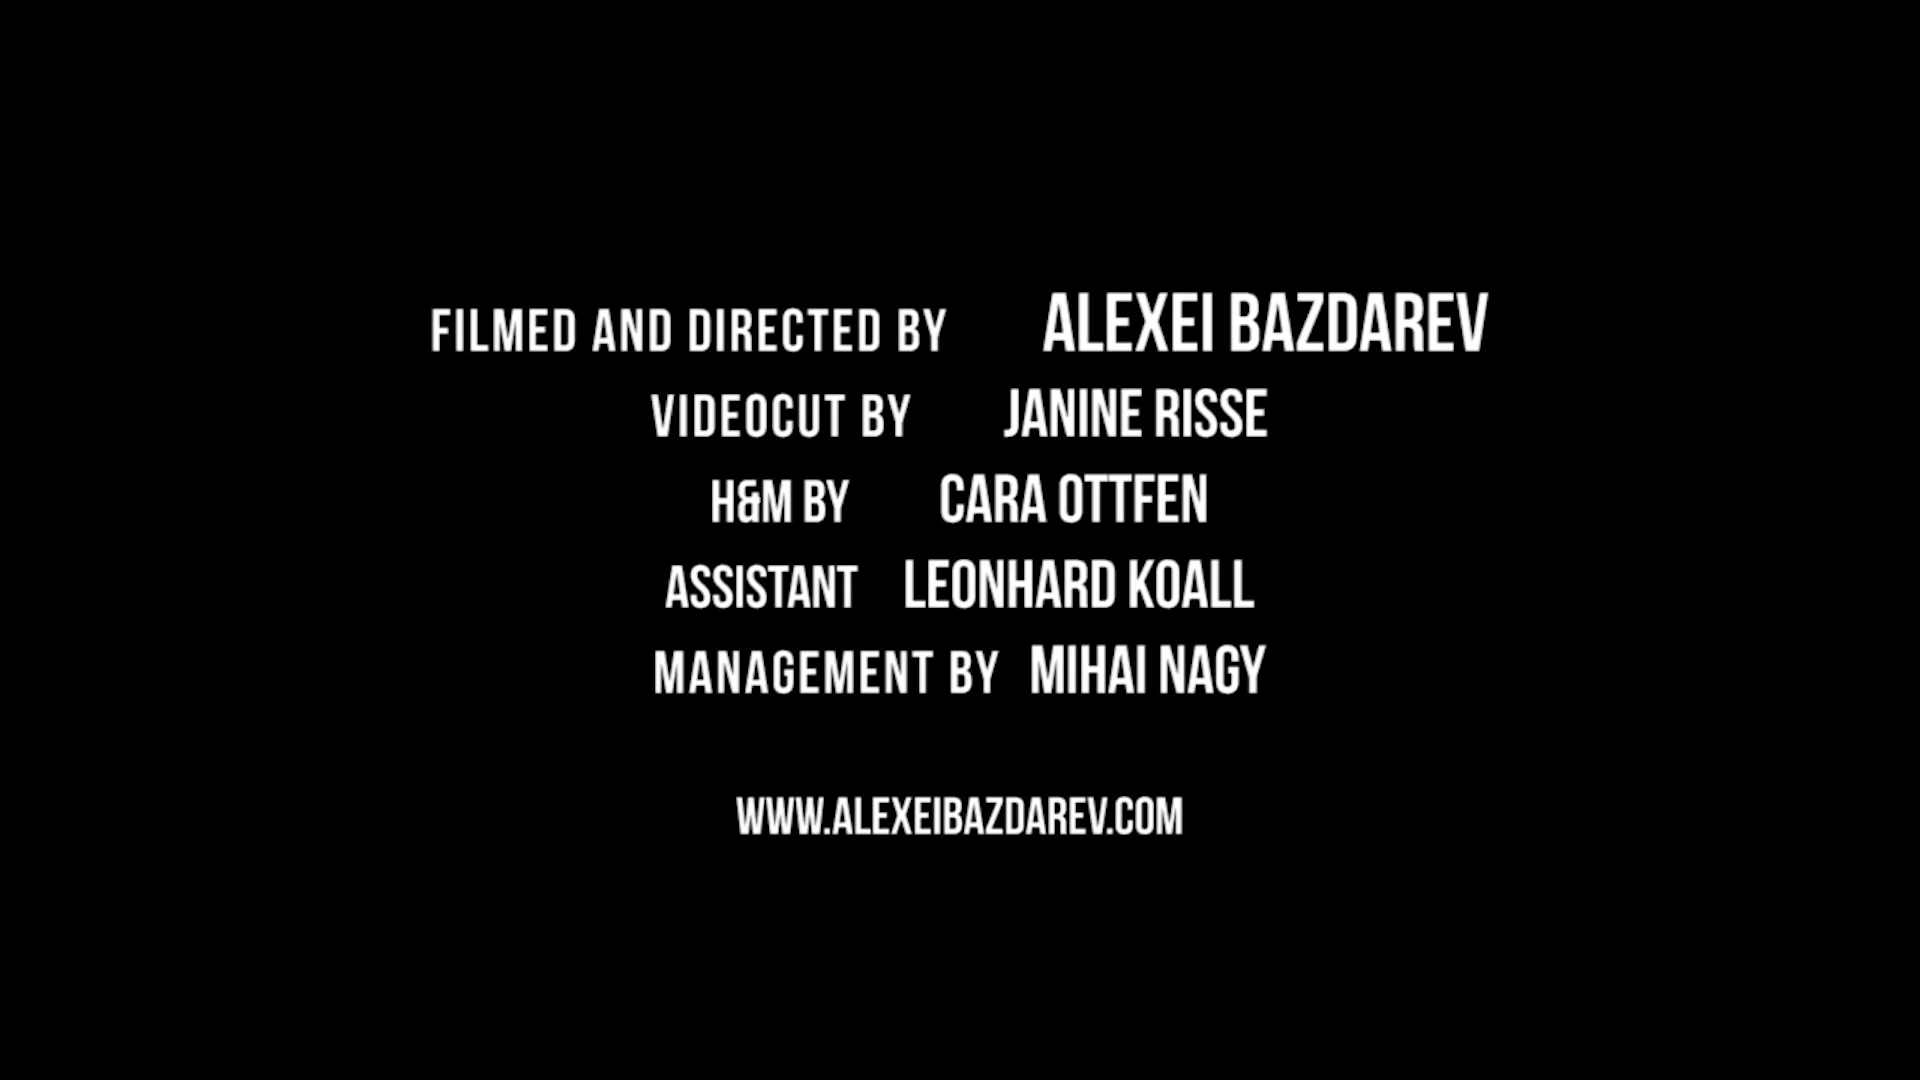 FILMED AND DIRECTED BY ALEXEI BAZDAREV
VIDEOCUT BY JANINE RISSE
H&M BY CARA OTTFEN
ASSISTANT LEONHARD KOALL
MANAGEMENT BY MIHAI NAGY
WWW.ALEXEIBAZDAREV.COM